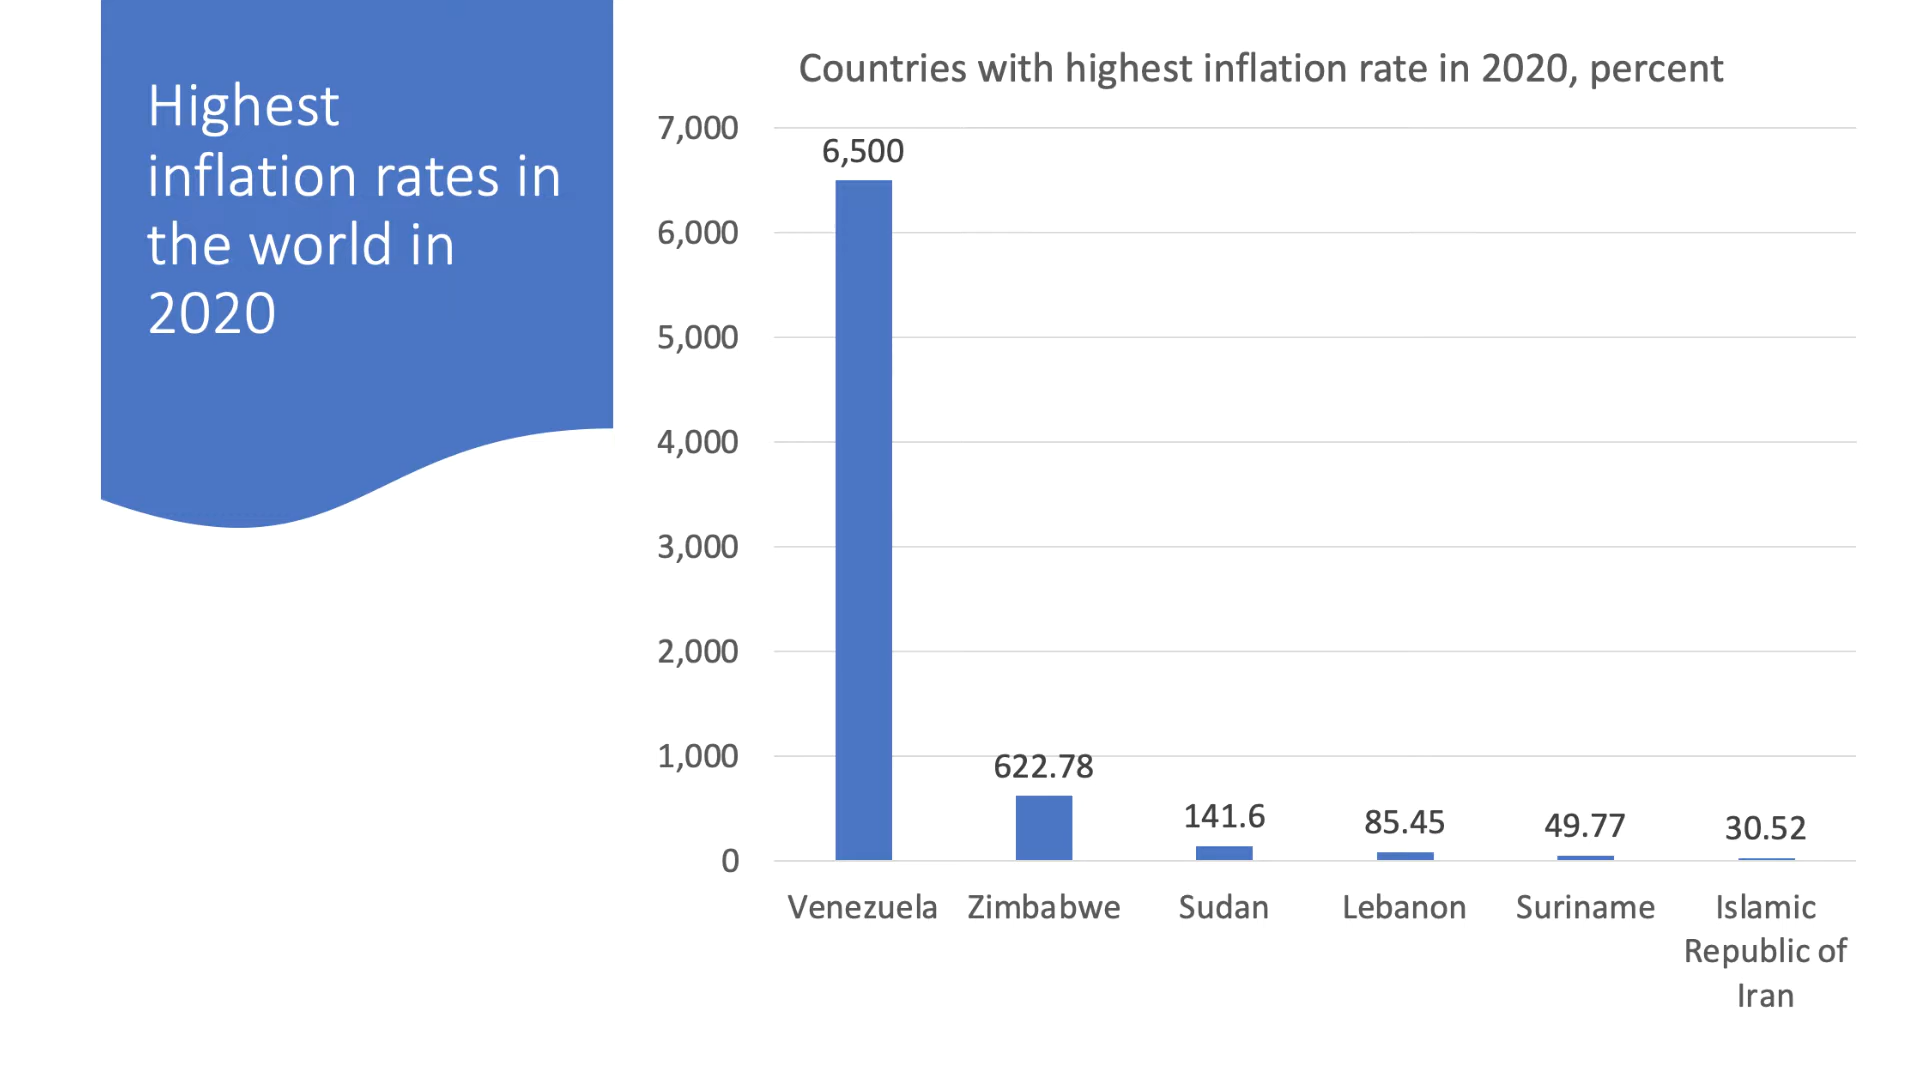 Highest
inflation rates in
the world in
2020
Countries with highest inflation rate in 2020, percent
7,000
6,000
5,000
4,000
3,000
2,000
1,000
0
6,500
622.78
141.6
85.45
49.77
30.52
Venezuela
Zimbabwe
Sudan
Lebanon
Suriname
Islamic
Republic of
Iran